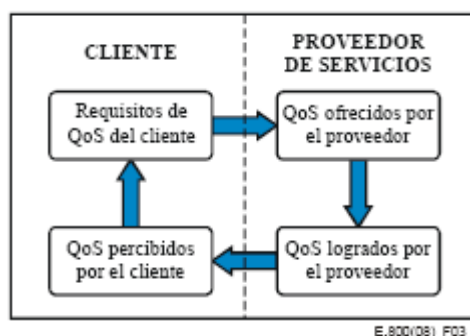 CLIENTE
PROVEEDOR
DE SERVICIOS
Requisitos de
QoS del cliente
QoS ofrecidos por
el proveedor
QoS percibidos
por el cliente
QoS logrados por
el proveedor
E.800(08)_F03